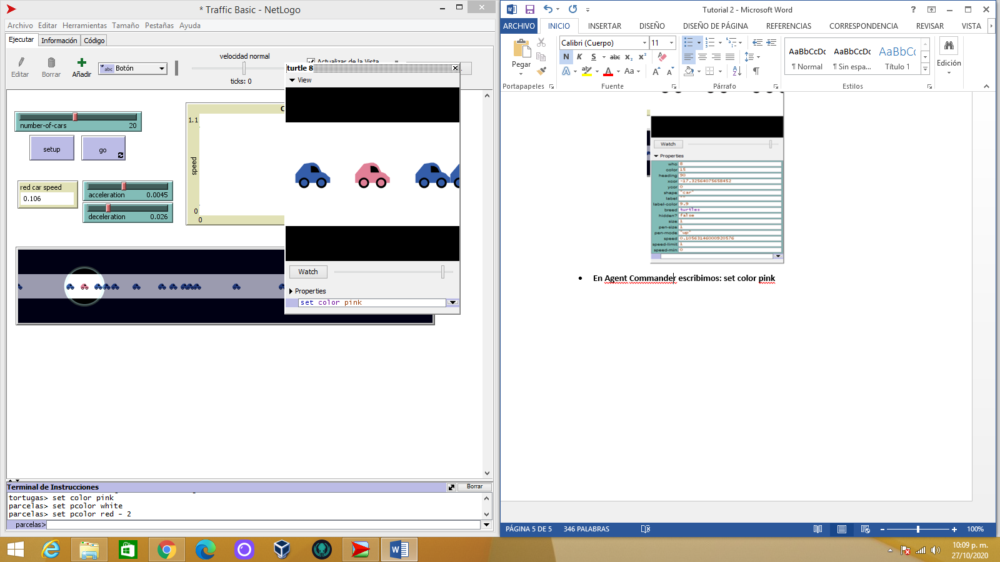 * Traffic Basic - NetLogo
Archivo Editar Herramientas Tamaño Pestañas Ayuda
Ejecutar Información Código
Editar Borrar Añadir
abc Botón
velocidad normal
ticks: 0
Actualizar de la Vista
number-of-cars 20
setup
go
red car speed
0.106
acceleration 0.0045
deceleration 0.026
C
1.1
speed
0
0
turtle 8
View
Watch
Properties
set color pink
Terminal de Instrucciones
Borrar
tortugas> set color pink
parcelas> set pcolor white
parcelas> set pcolor red - 2
parcelas>
Tutorial 2 - Microsoft Word
ARCHIVO INICIO INSERTAR DISEÑO DISEÑO DE PÁGINA REFERENCIAS CORRESPONDENCIA REVISAR VISTA
Pegar
Calibri (Cuerpo) 11
N K S abc x₂ x²
A aby A Aa A A
AaBbCcDc AaBbCcDc AaBbCc
¶ Normal ¶ Sin espa... Título 1
Edición
Portapapeles Fuente Párrafo Estilos
Watch
Properties
who 8
color 15
heading 90
xcor -17.32564075658452
ycor 0
shape "car"
label ""
label-color 9.9
breed turtles
hidden? false
size 1
pen-size 1
pen-mode "up"
speed 0.10563146000920576
speed-limit 1
speed-min 0
• En Agent Commander escribimos: set color pink
PÁGINA 5 DE 5 346 PALABRAS
100%
10:09 p. m.
27/10/2020